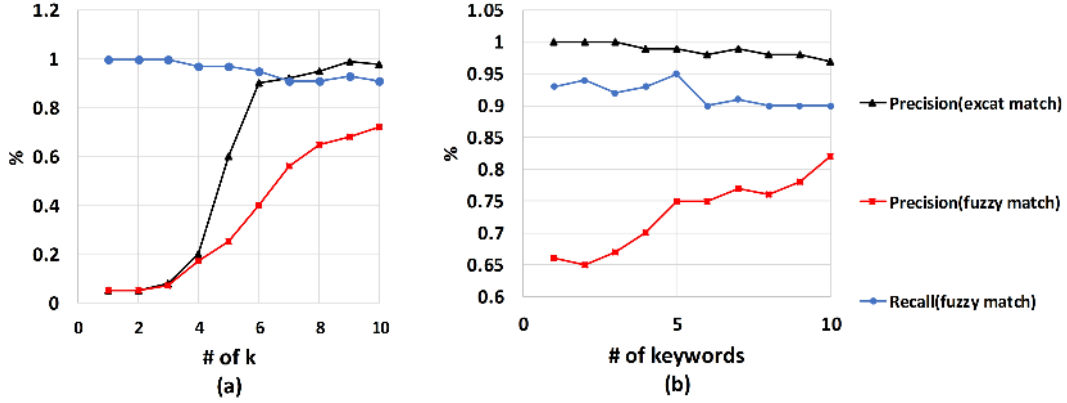 1.2
1
0.8
0.6
0.4
0.2
0
%
0 2 4 6 8 10
# of k
(a)
1.05
1
0.95
0.9
0.85
0.8
0.75
0.7
0.65
0.6
%
0 5 10
# of keywords
(b)
Precision(excat match)
Precision(fuzzy match)
Recall(fuzzy match)